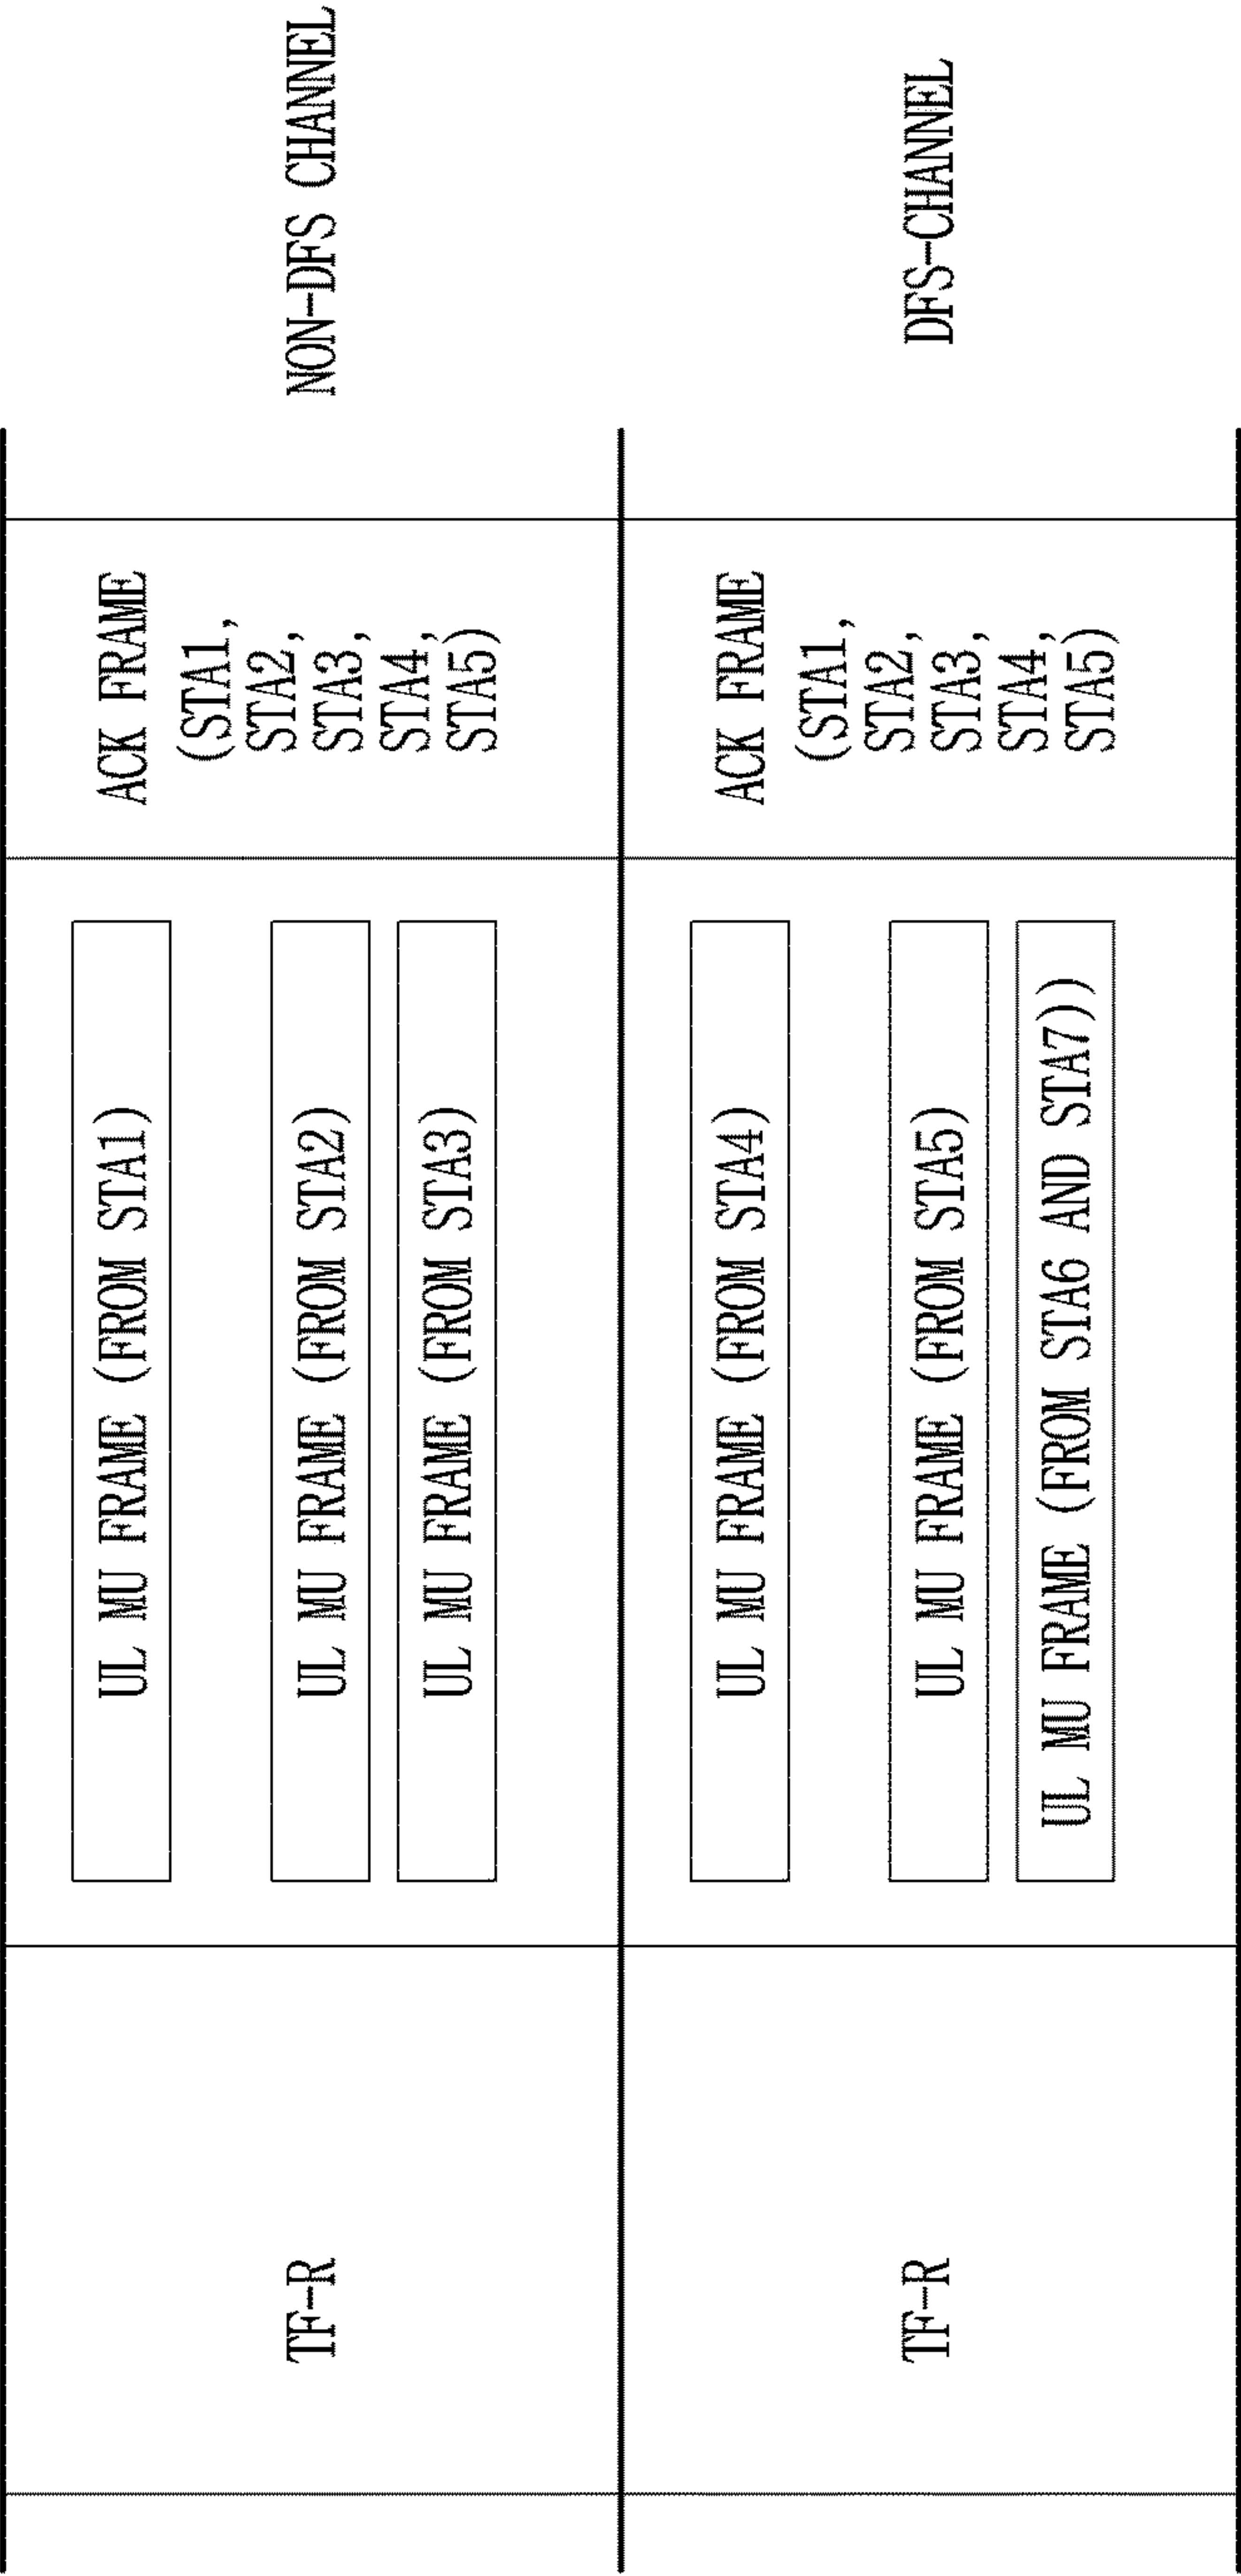 TF-R
UL MU FRAME (FROM STA1)
UL MU FRAME (FROM STA2)
UL MU FRAME (FROM STA3)
ACK FRAME
(STA1,
STA2,
STA3,
STA4,
STA5)
NON-DFS CHANNEL
TF-R
UL MU FRAME (FROM STA4)
UL MU FRAME (FROM STA5)
UL MU FRAME (FROM STA6 AND STA7))
ACK FRAME
(STA1,
STA2,
STA3,
STA4,
STA5)
DFS-CHANNEL